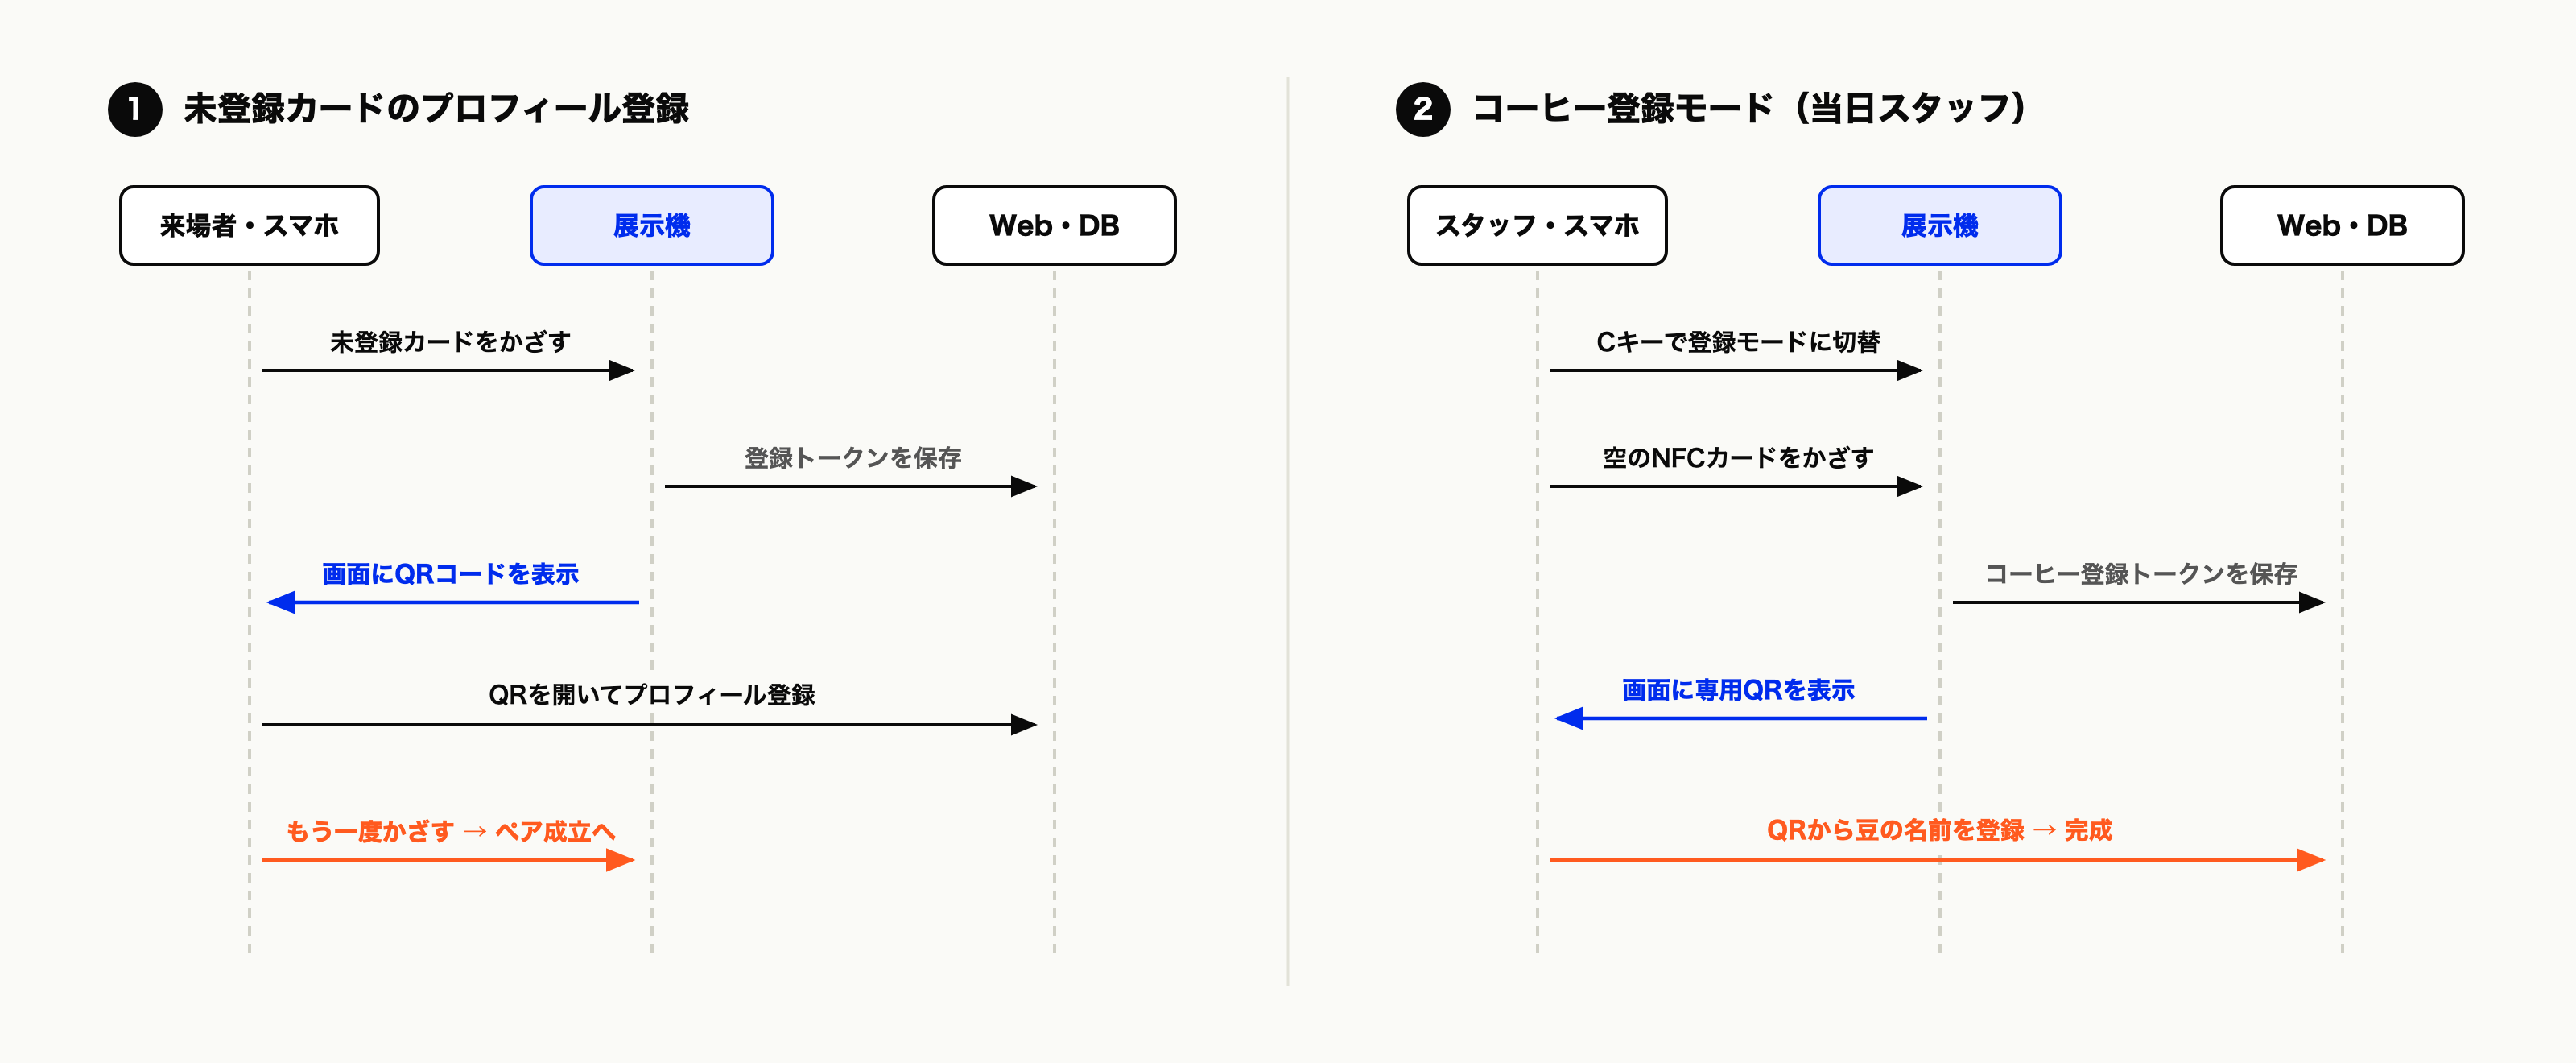 1 未登録カードのプロフィール登録
来場者・スマホ
展示機
Web・DB
未登録カードをかざす
登録トークンを保存
画面にQRコードを表示
QRを開いてプロフィール登録
もう一度かざす → ペア成立へ
2 コーヒー登録モード（当日スタッフ）
スタッフ・スマホ
展示機
Web・DB
Cキーで登録モードに切替
空のNFCカードをかざす
コーヒー登録トークンを保存
画面に専用QRを表示
QRから豆の名前を登録 → 完成